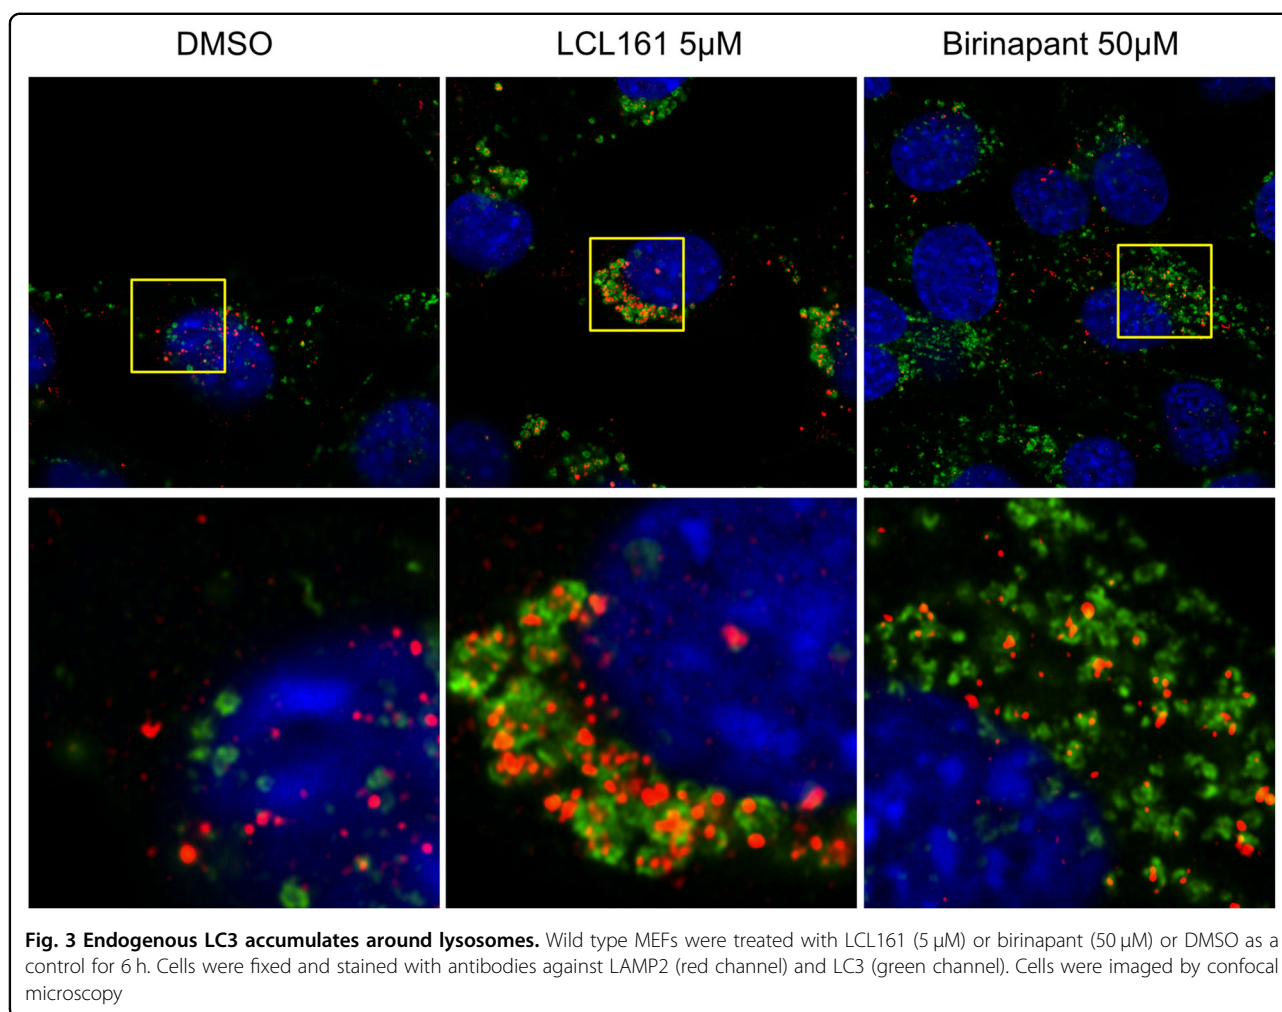 DMSO
LCL161 5µM
Birinapant 50µM
Fig. 3 Endogenous LC3 accumulates around lysosomes. Wild type MEFs were treated with LCL161 (5 µM) or birinapant (50 µM) or DMSO as a
control for 6 h. Cells were fixed and stained with antibodies against LAMP2 (red channel) and LC3 (green channel). Cells were imaged by confocal
microscopy